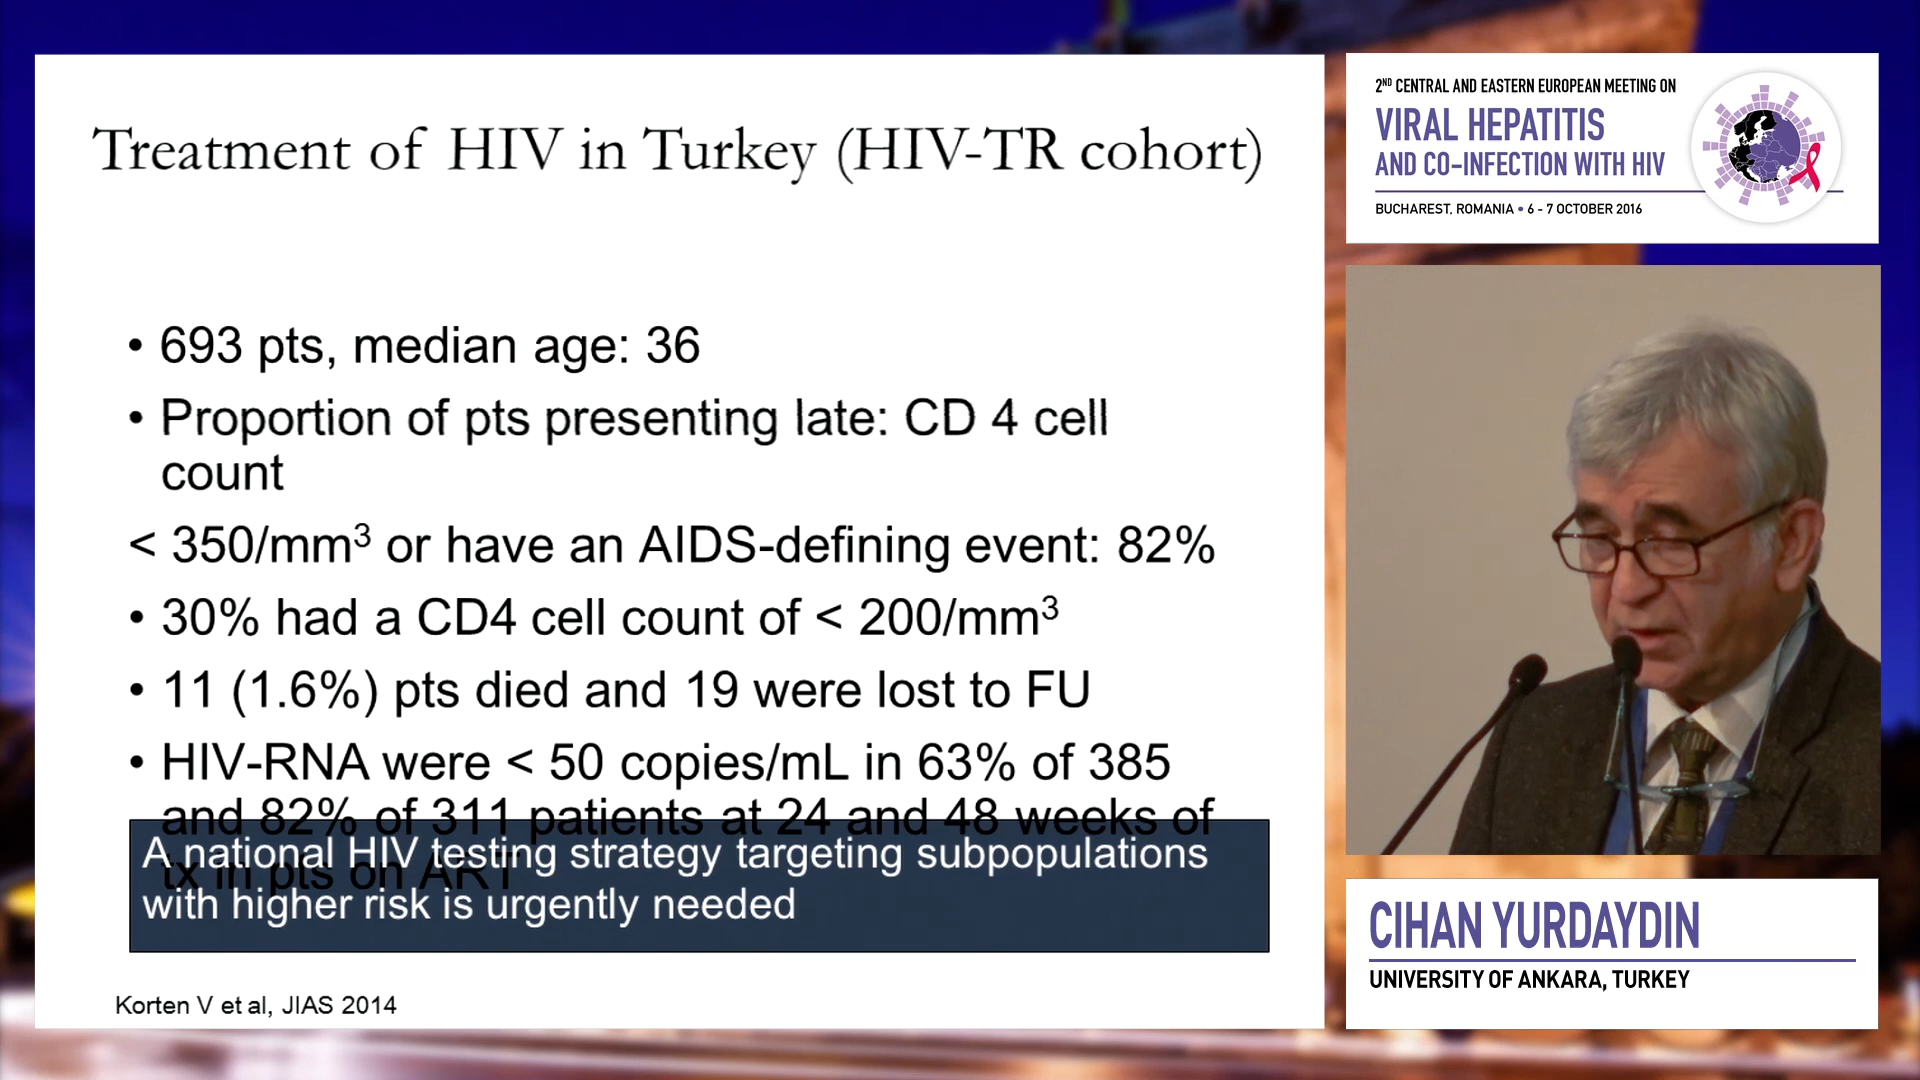 Treatment of HIV in Turkey (HIV-TR cohort)
• 693 pts, median age: 36
• Proportion of pts presenting late: CD 4 cell
count
< 350/mm³ or have an AIDS-defining event: 82%
• 30% had a CD4 cell count of < 200/mm³
• 11 (1.6%) pts died and 19 were lost to FU
• HIV-RNA were < 50 copies/mL in 63% of 385
and 82% of 311 patients at 24 and 48 weeks of
tx in pts on ART
A national HIV testing strategy targeting subpopulations
with higher risk is urgently needed
Korten V et al, JIAS 2014
2ND CENTRAL AND EASTERN EUROPEAN MEETING ON
VIRAL HEPATITIS
AND CO-INFECTION WITH HIV
BUCHAREST, ROMANIA • 6 - 7 OCTOBER 2016
CIHAN YURDAYDIN
UNIVERSITY OF ANKARA, TURKEY